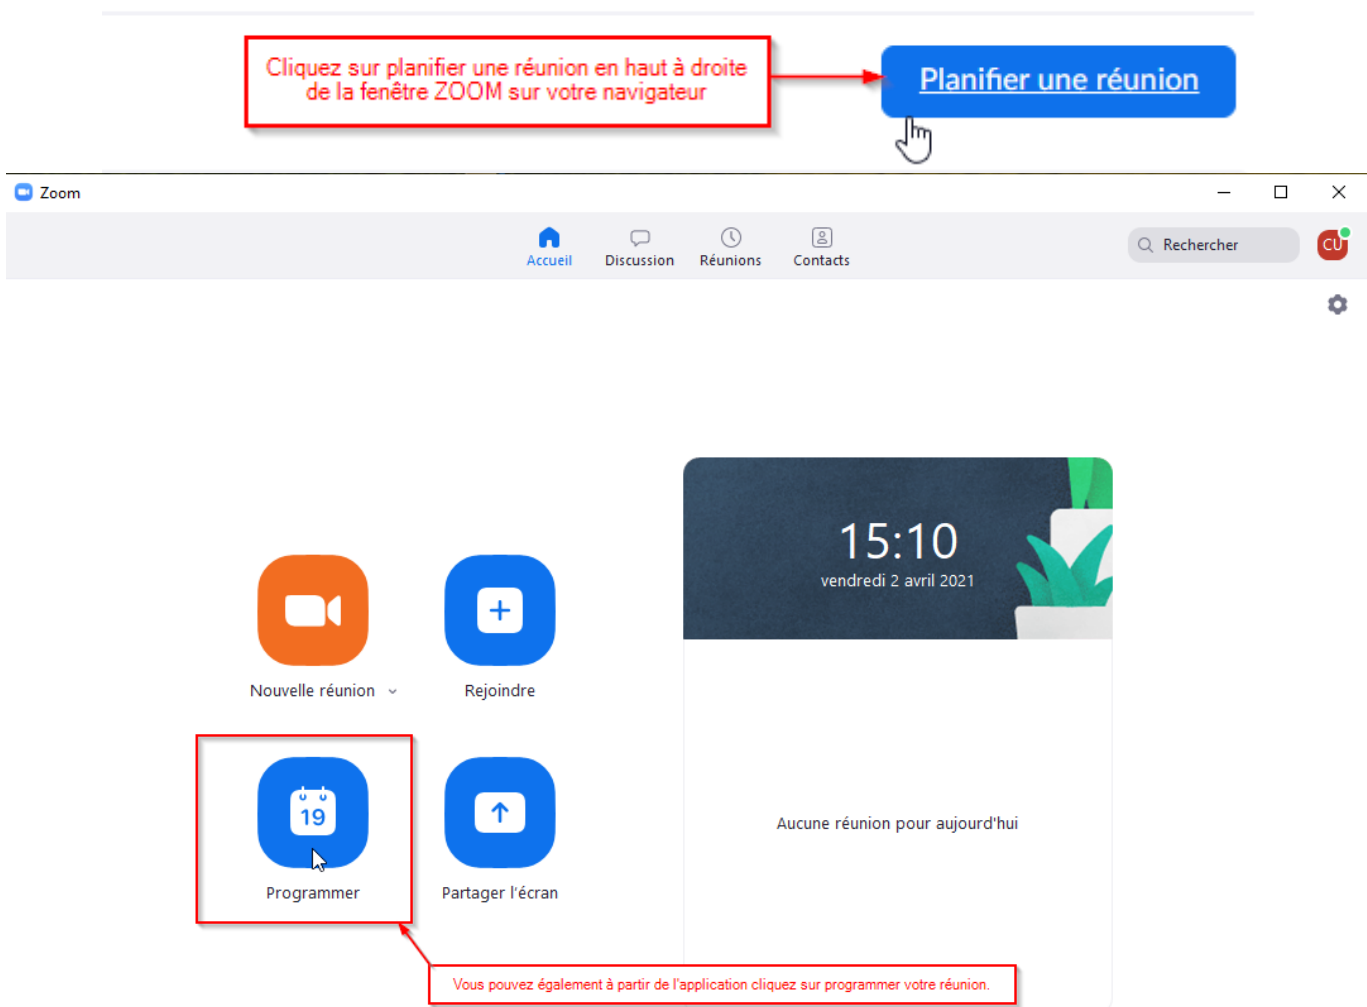 Cliquez sur planifier une réunion en haut à droite
de la fenêtre ZOOM sur votre navigateur
Planifier une réunion
Zoom
Accueil
Discussion
Réunions
Contacts
Rechercher
CU
15:10
vendredi 2 avril 2021
Nouvelle réunion
Rejoindre
19
Programmer
Partager l'écran
Aucune réunion pour aujourd'hui
Vous pouvez également à partir de l'application cliquez sur programmer votre réunion.